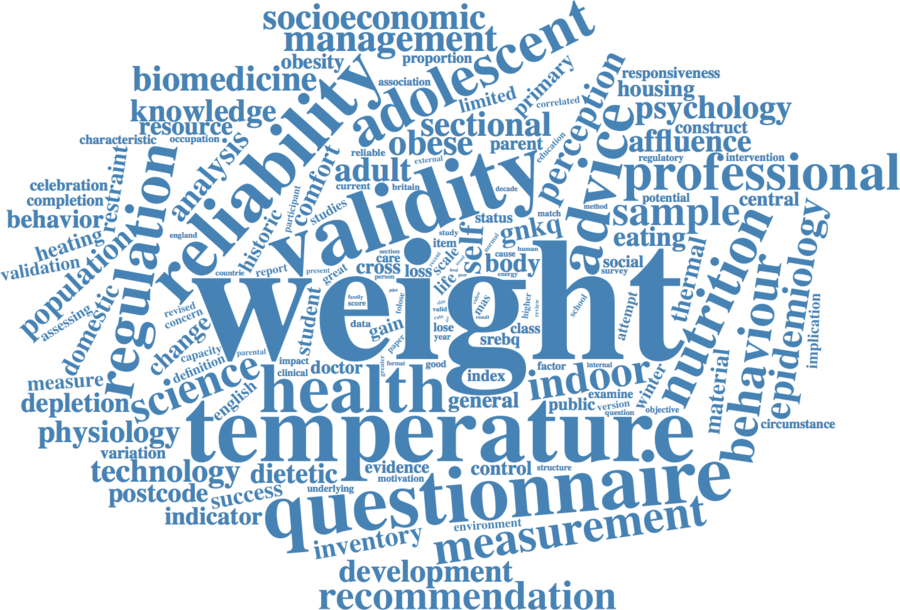 socioeconomic
management
adolescent
obesity
proportion
biomedicine
association
limited
primary
perception
responsiveness
housing
knowledge
reliability
correlated
psychology
resource
sectional
construct
characteristic
occupation
obese
parent
education
affluence
analysis
reliable
external
regulatory
intervention
restraint
comfort
adult
validity
advice
professional
celebration
current
britain
decade
potential
completion
participant
studies
method
central
behavior
regulation
historic
status
match
sample
england
study
self
gnkq
heating
item
normal
cause
human
eating
validation
population
countrie
report
present
great
section
care
person
cross
loss
scale
body
energy
social
survey
thermal
nutrition
epidemiology
assessing
domestic
revised
concern
weight
student
family
score
life
valid
mas
result
higher
review
school
attempt
behaviour
implication
change
data
gain
paper
lose
year
class
srebq
capacity
definition
parental
impact
clinical
doctor
greater
format
good
index
factor
internal
winter
material
measure
science
english
health
general
indoor
examine
public
version
question
objective
depletion
temperature
circumstance
physiology
variation
technology
dietetic
evidence
motivation
control
structure
postcode
success
underlying
questionnaire
indicator
inventory
environment
measurement
development
recommendation